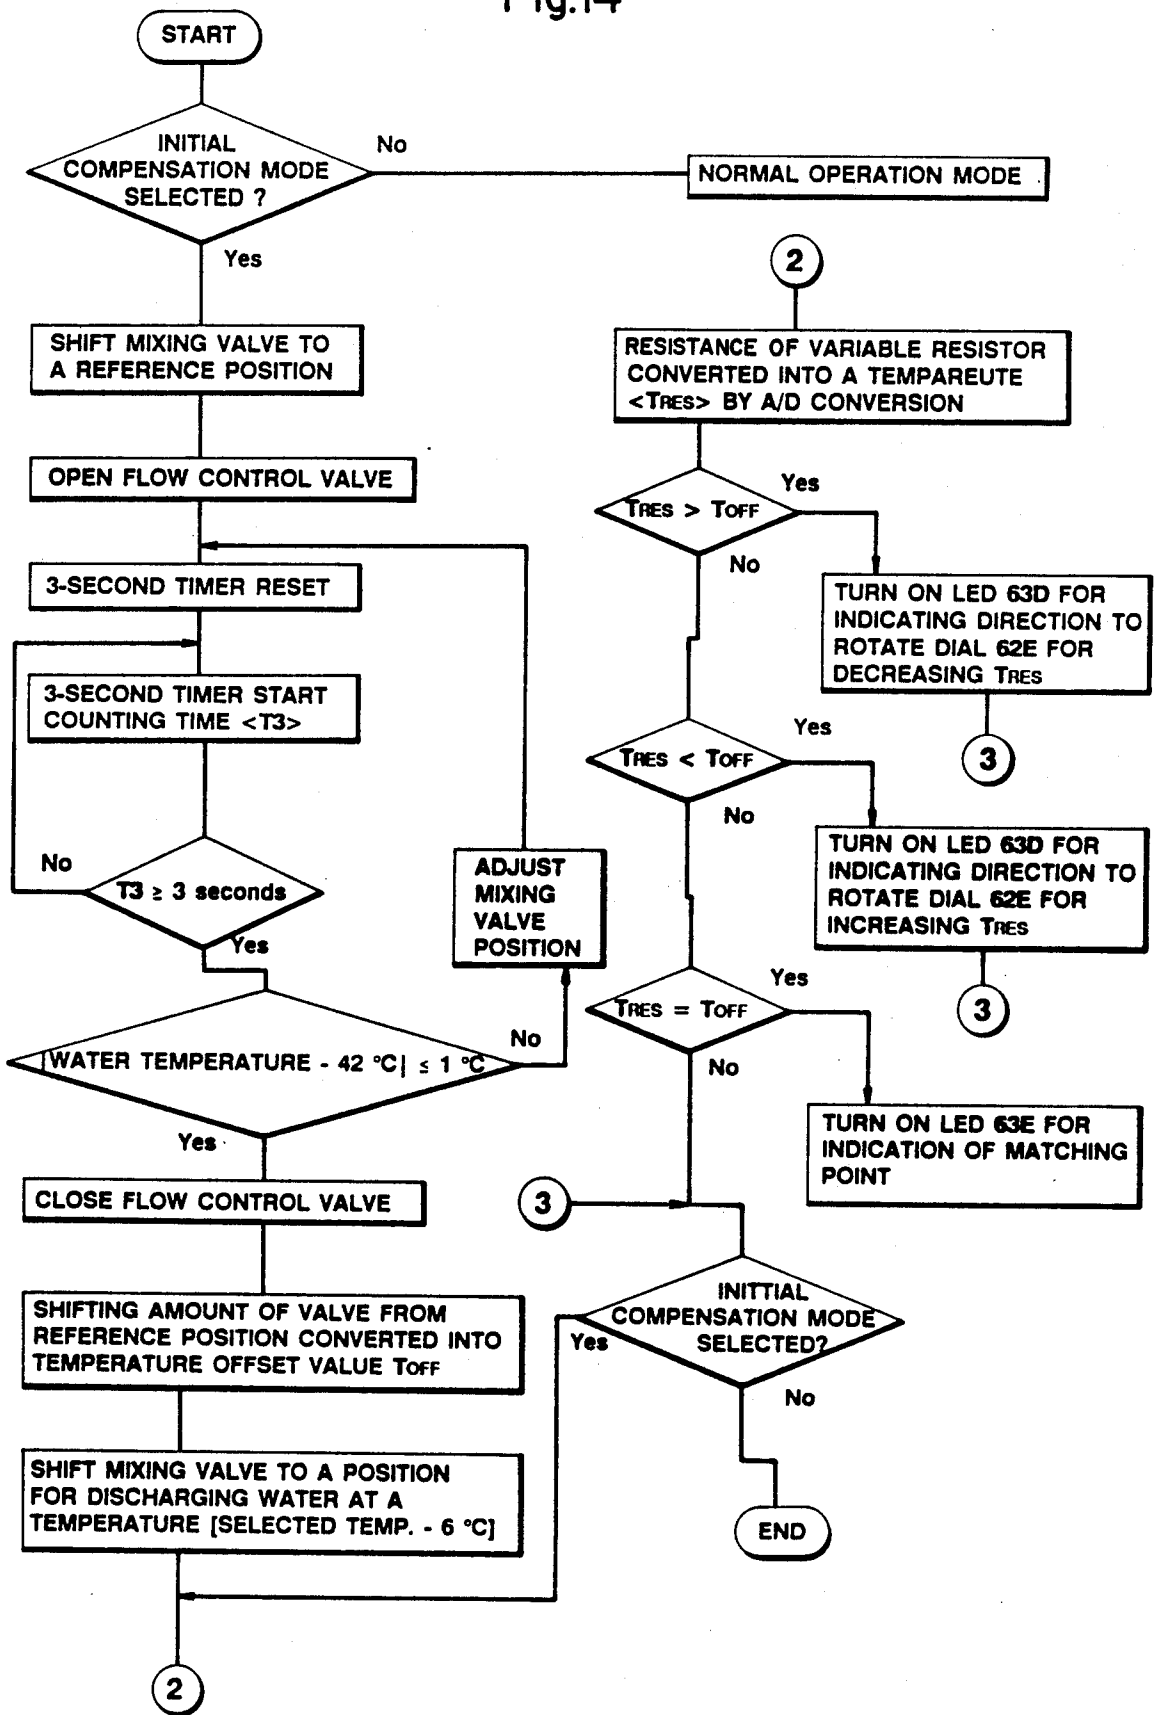 Fig.14
START
INITIAL
COMPENSATION MODE
SELECTED ?
No
NORMAL OPERATION MODE
Yes
SHIFT MIXING VALVE TO
A REFERENCE POSITION
OPEN FLOW CONTROL VALVE
3-SECOND TIMER RESET
3-SECOND TIMER START
COUNTING TIME <T3>
No
T3 ≥ 3 seconds
Yes
ADJUST
MIXING
VALVE
POSITION
|WATER TEMPERATURE - 42 °C| ≤ 1 °C
No
Yes
CLOSE FLOW CONTROL VALVE
SHIFTING AMOUNT OF VALVE FROM
REFERENCE POSITION CONVERTED INTO
TEMPERATURE OFFSET VALUE TOFF
SHIFT MIXING VALVE TO A POSITION
FOR DISCHARGING WATER AT A
TEMPERATURE [SELECTED TEMP. - 6 °C]
2
2
RESISTANCE OF VARIABLE RESISTOR
CONVERTED INTO A TEMPAREUTE
<TRES> BY A/D CONVERSION
TRES > TOFF
Yes
No
TURN ON LED 63D FOR
INDICATING DIRECTION TO
ROTATE DIAL 62E FOR
DECREASING TRES
3
TRES < TOFF
Yes
No
TURN ON LED 63D FOR
INDICATING DIRECTION TO
ROTATE DIAL 62E FOR
INCREASING TRES
3
TRES = TOFF
Yes
No
TURN ON LED 63E FOR
INDICATION OF MATCHING
POINT
3
INITTIAL
COMPENSATION MODE
SELECTED?
Yes
No
END